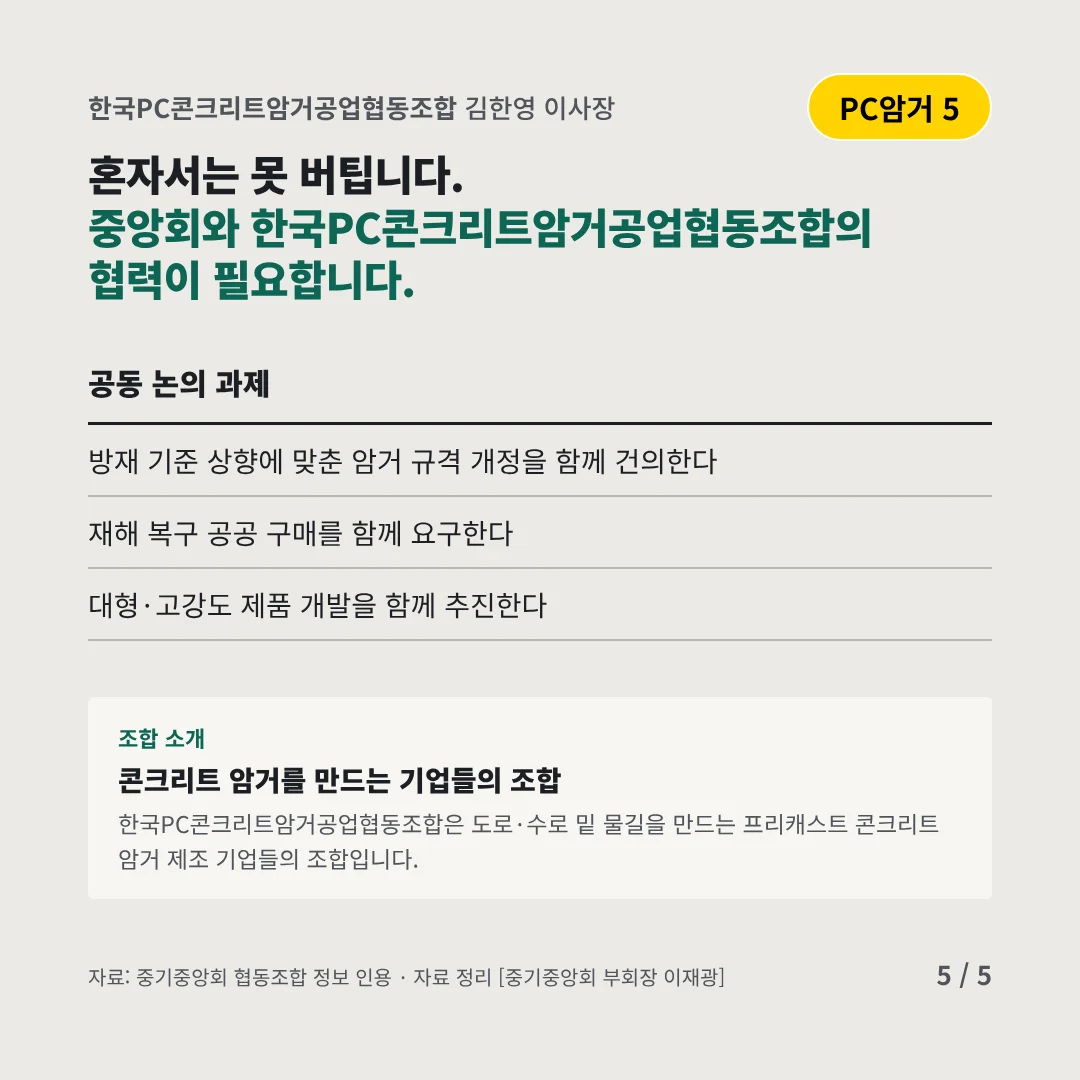 한국PC콘크리트암거공업협동조합 김한영 이사장
PC암거 5
혼자서는 못 버팁니다.
중앙회와 한국PC콘크리트암거공업협동조합의
협력이 필요합니다.
공동 논의 과제
방재 기준 상향에 맞춘 암거 규격 개정을 함께 건의한다
재해 복구 공공 구매를 함께 요구한다
대형·고강도 제품 개발을 함께 추진한다
조합 소개
콘크리트 암거를 만드는 기업들의 조합
한국PC콘크리트암거공업협동조합은 도로·수로 밑 물길을 만드는 프리캐스트 콘크리트
암거 제조 기업들의 조합입니다.
자료: 중기중앙회 협동조합 정보 인용 · 자료 정리 [중기중앙회 부회장 이재광]
5 / 5